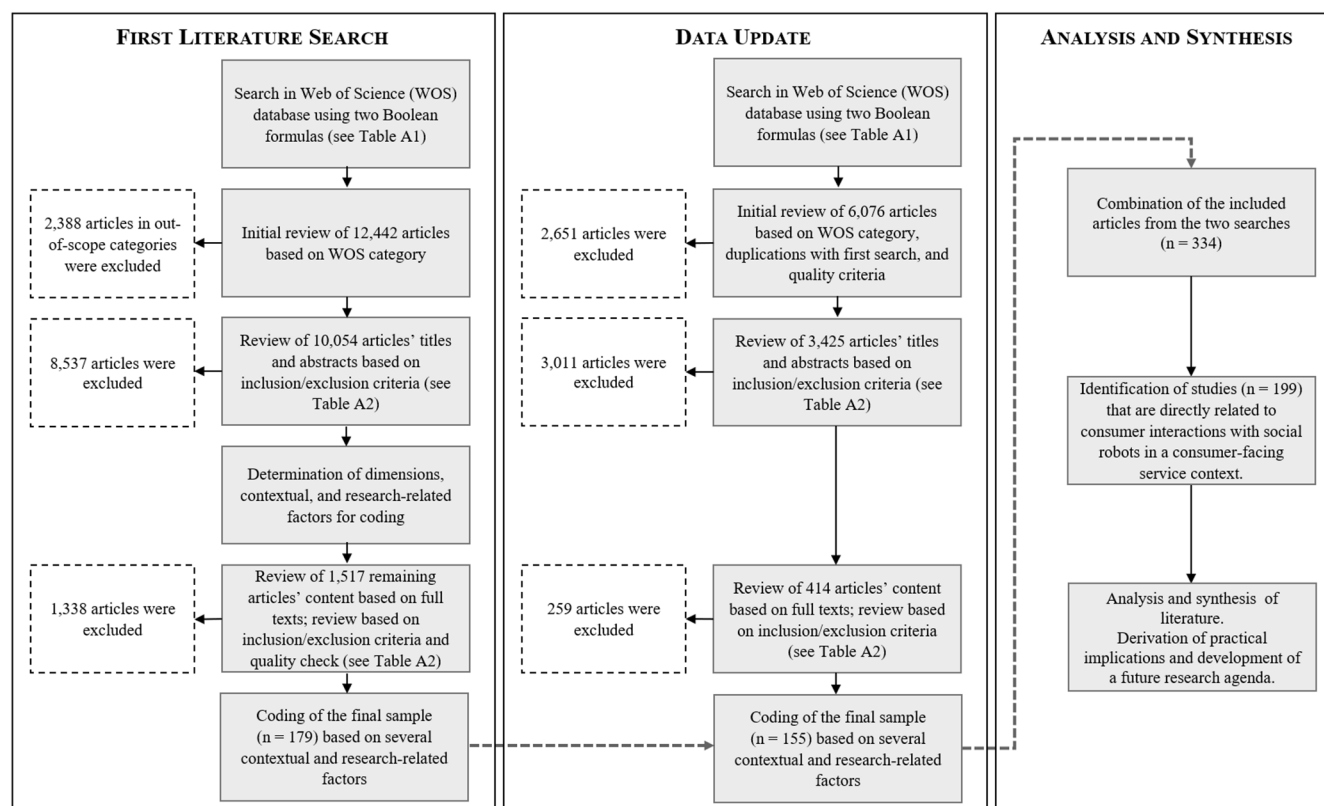 FIRST LITERATURE SEARCH
Search in Web of Science (WOS)
database using two Boolean
formulas (see Table A1)
2,388 articles in out-
of-scope categories
were excluded
Initial review of 12,442 articles
based on WOS category
8,537 articles were
excluded
Review of 10,054 articles’ titles
and abstracts based on
inclusion/exclusion criteria (see
Table A2)
Determination of dimensions,
contextual, and research-related
factors for coding
1,338 articles were
excluded
Review of 1,517 remaining
articles’ content based on full
texts; review based on
inclusion/exclusion criteria and
quality check (see Table A2)
Coding of the final sample
(n = 179) based on several
contextual and research-related
factors
DATA UPDATE
Search in Web of Science (WOS)
database using two Boolean
formulas (see Table A1)
2,651 articles were
excluded
Initial review of 6,076 articles
based on WOS category,
duplications with first search, and
quality criteria
3,011 articles were
excluded
Review of 3,425 articles’ titles
and abstracts based on
inclusion/exclusion criteria (see
Table A2)
259 articles were
excluded
Review of 414 articles’ content
based on full texts; review based
on inclusion/exclusion criteria
(see Table A2)
Coding of the final sample
(n = 155) based on several
contextual and research-related
factors
ANALYSIS AND SYNTHESIS
Combination of the included
articles from the two searches
(n = 334)
Identification of studies (n = 199)
that are directly related to
consumer interactions with social
robots in a consumer-facing
service context.
Analysis and synthesis of
literature.
Derivation of practical
implications and development of
a future research agenda.